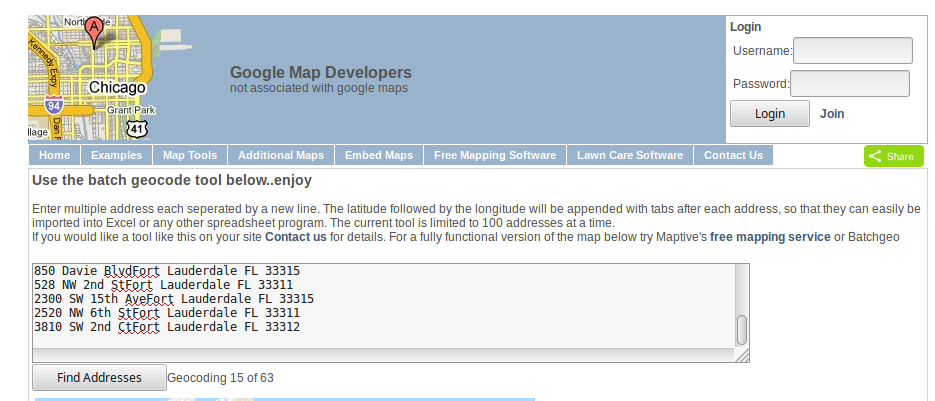 North
A
Kennedy Expy
Chicago
94
Grant Park
41
llage
Dan
Google Map Developers
not associated with google maps
Login
Username:
Password:
Login Join
Home Examples Map Tools Additional Maps Embed Maps Free Mapping Software Lawn Care Software Contact Us Share
Use the batch geocode tool below..enjoy
Enter multiple address each seperated by a new line. The latitude followed by the longitude will be appended with tabs after each address, so that they can easily be
imported into Excel or any other spreadsheet program. The current tool is limited to 100 addresses at a time.
If you would like a tool like this on your site Contact us for details. For a fully functional version of the map below try Maptive's free mapping service or Batchgeo
850 Davie BlvdFort Lauderdale FL 33315
528 NW 2nd StFort Lauderdale FL 33311
2300 SW 15th AveFort Lauderdale FL 33315
2520 NW 6th StFort Lauderdale FL 33311
3810 SW 2nd CtFort Lauderdale FL 33312
Find Addresses Geocoding 15 of 63